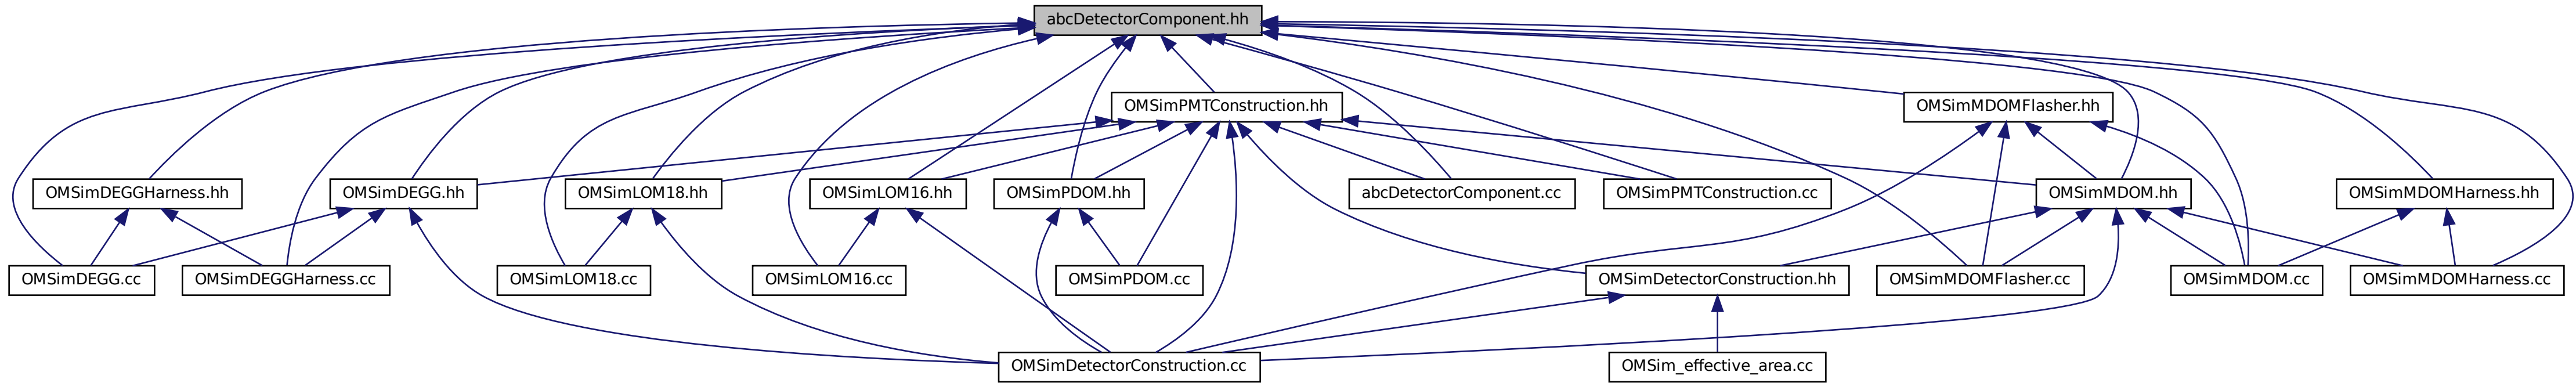 abcDetectorComponent.hh
OMSimPMTConstruction.hh
OMSimMDOMFlasher.hh
OMSimDEGGHarness.hh
OMSimDEGG.hh
OMSimLOM18.hh
OMSimLOM16.hh
OMSimPDOM.hh
abcDetectorComponent.cc
OMSimPMTConstruction.cc
OMSimMDOM.hh
OMSimMDOMHarness.hh
OMSimDEGG.cc
OMSimDEGGHarness.cc
OMSimLOM18.cc
OMSimLOM16.cc
OMSimPDOM.cc
OMSimDetectorConstruction.hh
OMSimMDOMFlasher.cc
OMSimMDOM.cc
OMSimMDOMHarness.cc
OMSimDetectorConstruction.cc
OMSim_effective_area.cc